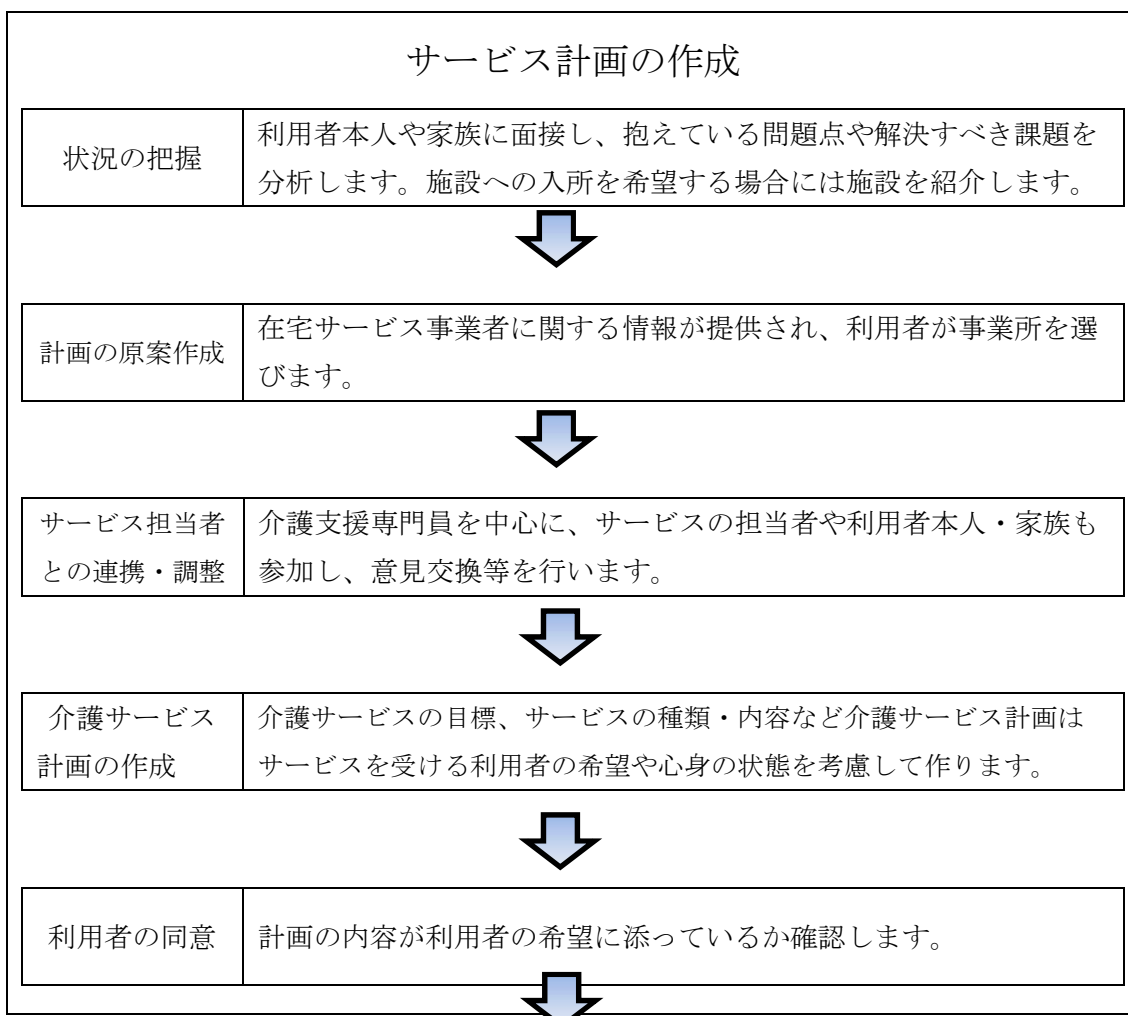 サービス計画の作成
状況の把握
利用者本人や家族に面接し、抱えている問題点や解決すべき課題を
分析します。施設への入所を希望する場合には施設を紹介します。
計画の原案作成
在宅サービス事業者に関する情報が提供され、利用者が事業所を選
びます。
サービス担当者
との連携・調整
介護支援専門員を中心に、サービスの担当者や利用者本人・家族も
参加し、意見交換等を行います。
介護サービス
計画の作成
介護サービスの目標、サービスの種類・内容など介護サービス計画は
サービスを受ける利用者の希望や心身の状態を考慮して作ります。
利用者の同意
計画の内容が利用者の希望に添っているか確認します。